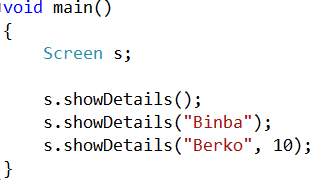 void main()
{
Screen s;
s.showDetails();
s.showDetails("Binba");
s.showDetails("Berko", 10);
}